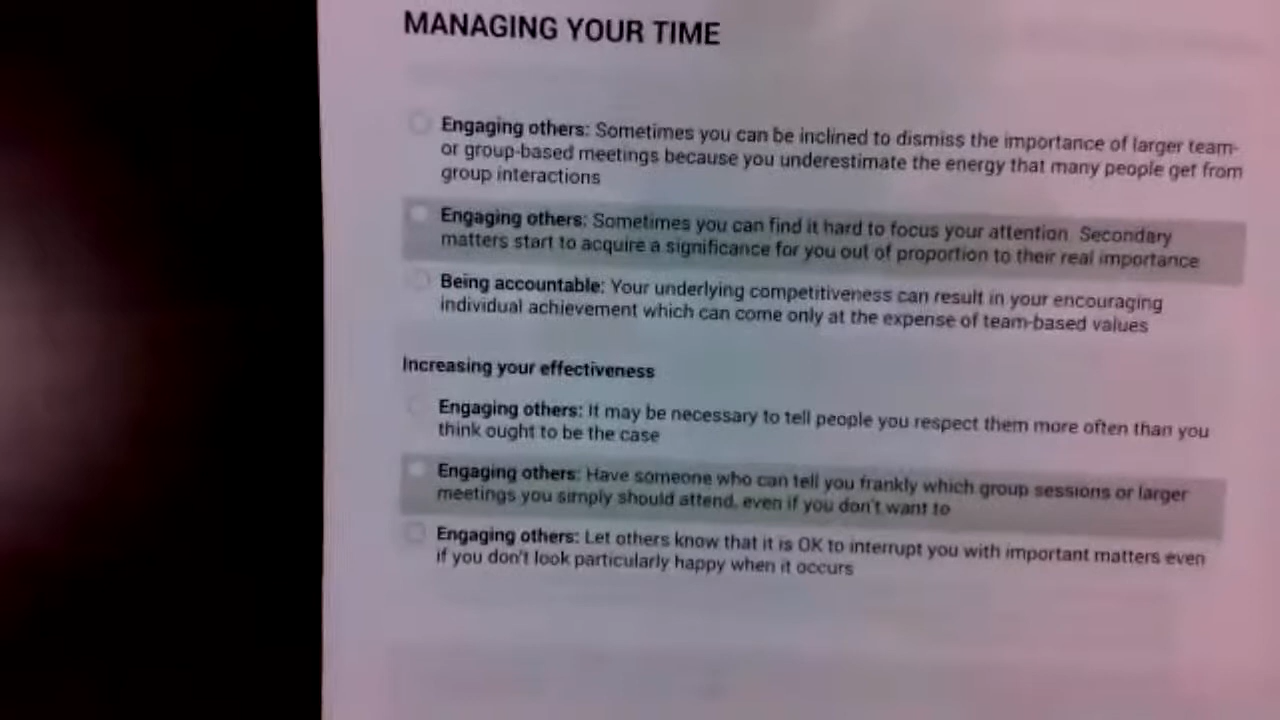 MANAGING YOUR TIME
Engaging others: Sometimes you can be inclined to dismiss the importance of larger team-
or group-based meetings because you underestimate the energy that many people get from
group interactions
Engaging others: Sometimes you can find it hard to focus your attention. Secondary
matters start to acquire a significance for you out of proportion to their real importance
Being accountable: Your underlying competitiveness can result in your encouraging
individual achievement which can come only at the expense of team-based values
Increasing your effectiveness
Engaging others: It may be necessary to tell people you respect them more often than you
think ought to be the case
Engaging others: Have someone who can tell you frankly which group sessions or larger
meetings you simply should attend, even if you don't want to
Engaging others: Let others know that it is OK to interrupt you with important matters even
if you don't look particularly happy when it occurs